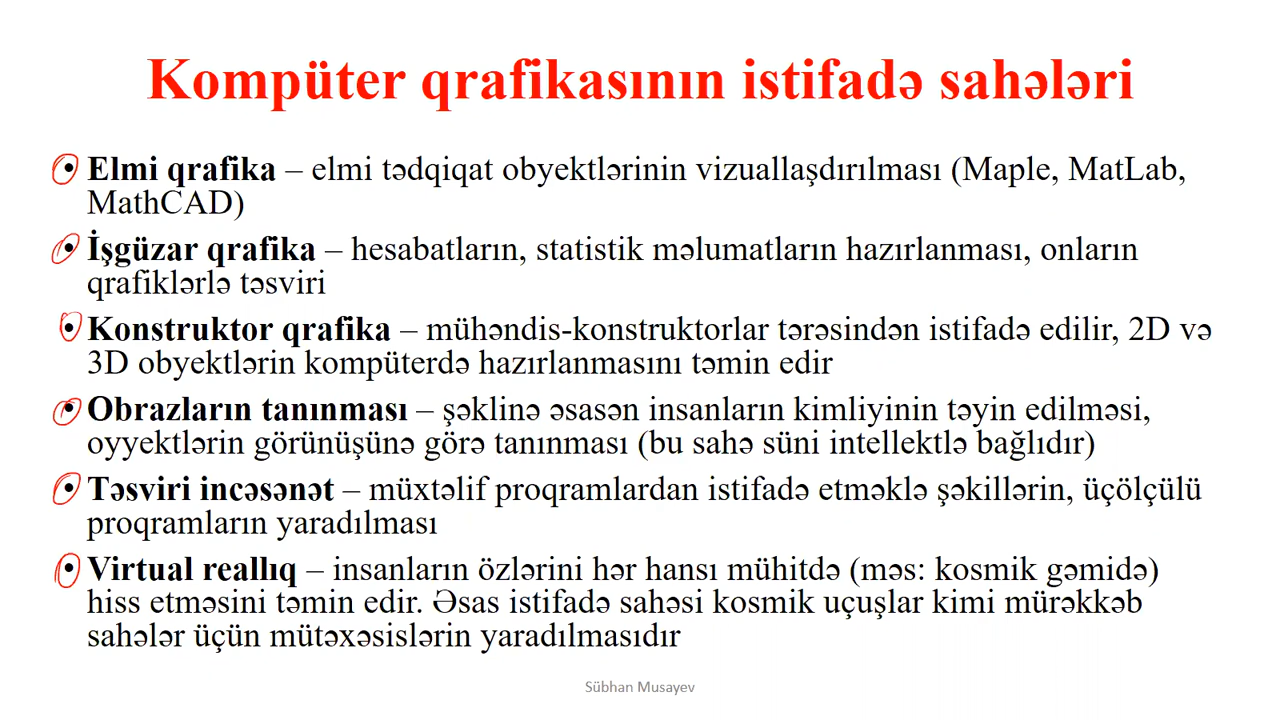 Kompüter qrafikasının istifadə sahələri
• Elmi qrafika – elmi tədqiqat obyektlərinin vizuallaşdırılması (Maple, MatLab,
MathCAD)
• İşgüzar qrafika – hesabatların, statistik məlumatların hazırlanması, onların
qrafiklərlə təsviri
• Konstruktor qrafika – mühəndis-konstruktorlar tərəsindən istifadə edilir, 2D və
3D obyektlərin kompüterdə hazırlanmasını təmin edir
• Obrazların tanınması – şəklinə əsasən insanların kimliyinin təyin edilməsi,
oyyektlərin görünüşünə görə tanınması (bu sahə süni intellektlə bağlıdır)
• Təsviri incəsənət – müxtəlif proqramlardan istifadə etməklə şəkillərin, üçölçülü
proqramların yaradılması
• Virtual reallıq – insanların özlərini hər hansı mühitdə (məs: kosmik gəmidə)
hiss etməsini təmin edir. Əsas istifadə sahəsi kosmik uçuşlar kimi mürəkkəb
sahələr üçün mütəxəsislərin yaradılmasıdır
Sübhan Musayev